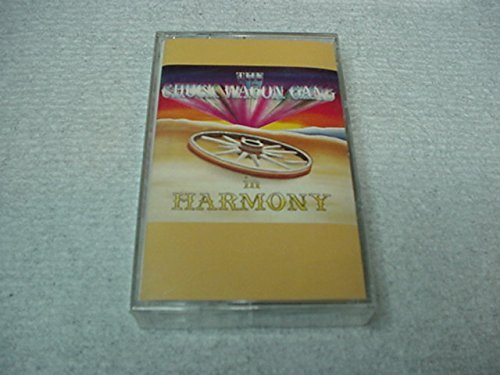 THE
CHUCK WAGON GANG
in
HARMONY